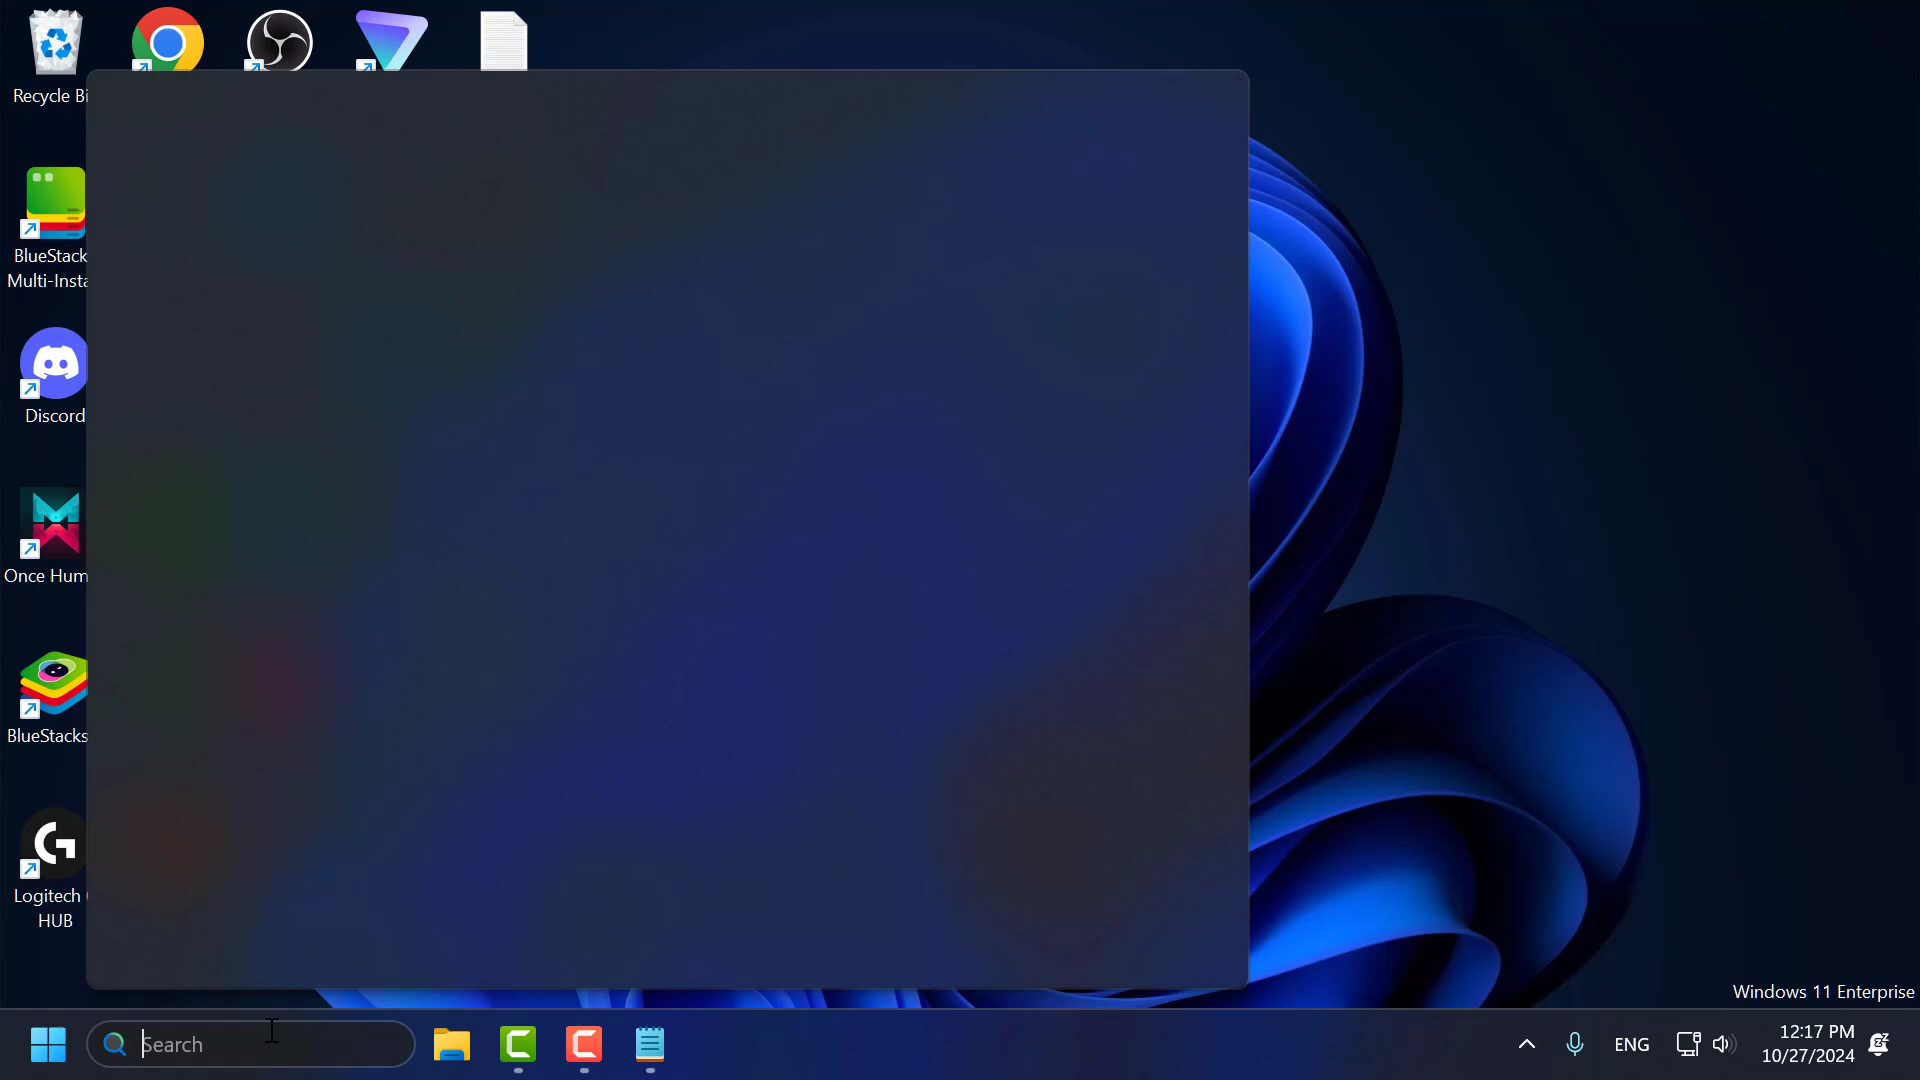 Recycle Bi
BlueStack
Multi-Insta
Discord
Once Hum
BlueStacks
Logitech
HUB
Windows 11 Enterprise
Search
ENG
12:17 PM
10/27/2024